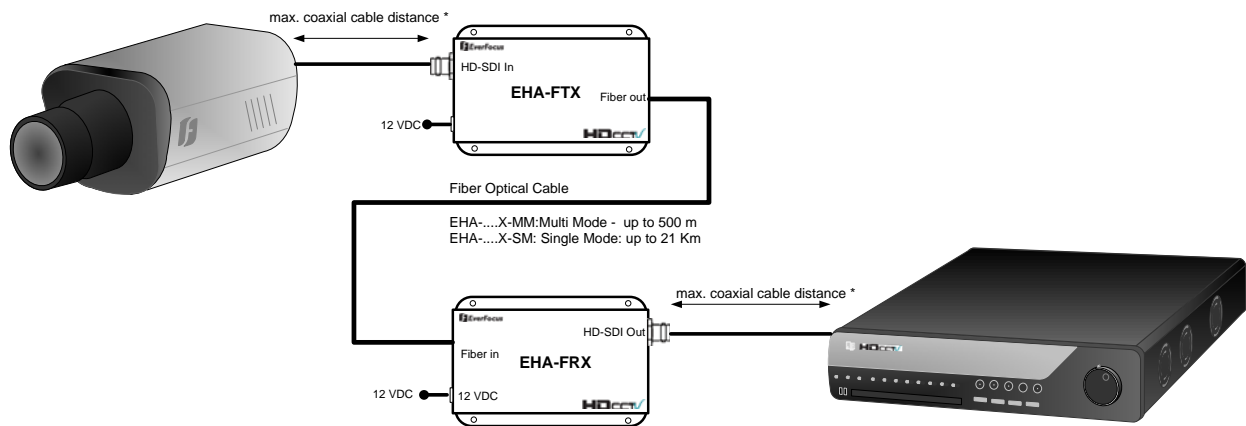 max. coaxial cable distance *
EverFocus
HD-SDI In
EHA-FTX
Fiber out
12 VDC
HDcctv
Fiber Optical Cable
EHA-....X-MM:Multi Mode - up to 500 m
EHA-....X-SM: Single Mode: up to 21 Km
max. coaxial cable distance *
EverFocus
HD-SDI Out
Fiber in
EHA-FRX
12 VDC
12 VDC
HDcctv
HDcctv